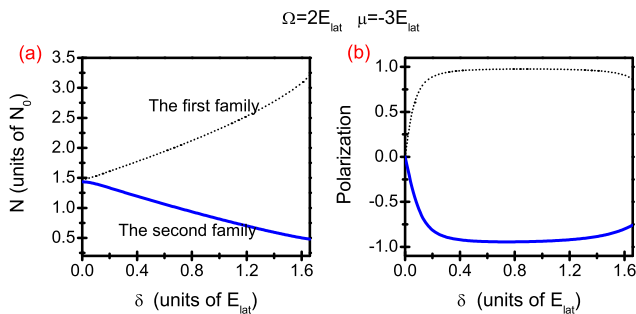 Ω=2E_lat μ=-3E_lat
(a)
3.5
3.0
2.5
2.0
1.5
1.0
0.5
N (units of N_0)
The first family
The second family
0.0 0.4 0.8 1.2 1.6
δ (units of E_lat)
(b)
1.0
0.5
0.0
-0.5
-1.0
Polarization
0.0 0.4 0.8 1.2 1.6
δ (units of E_lat)